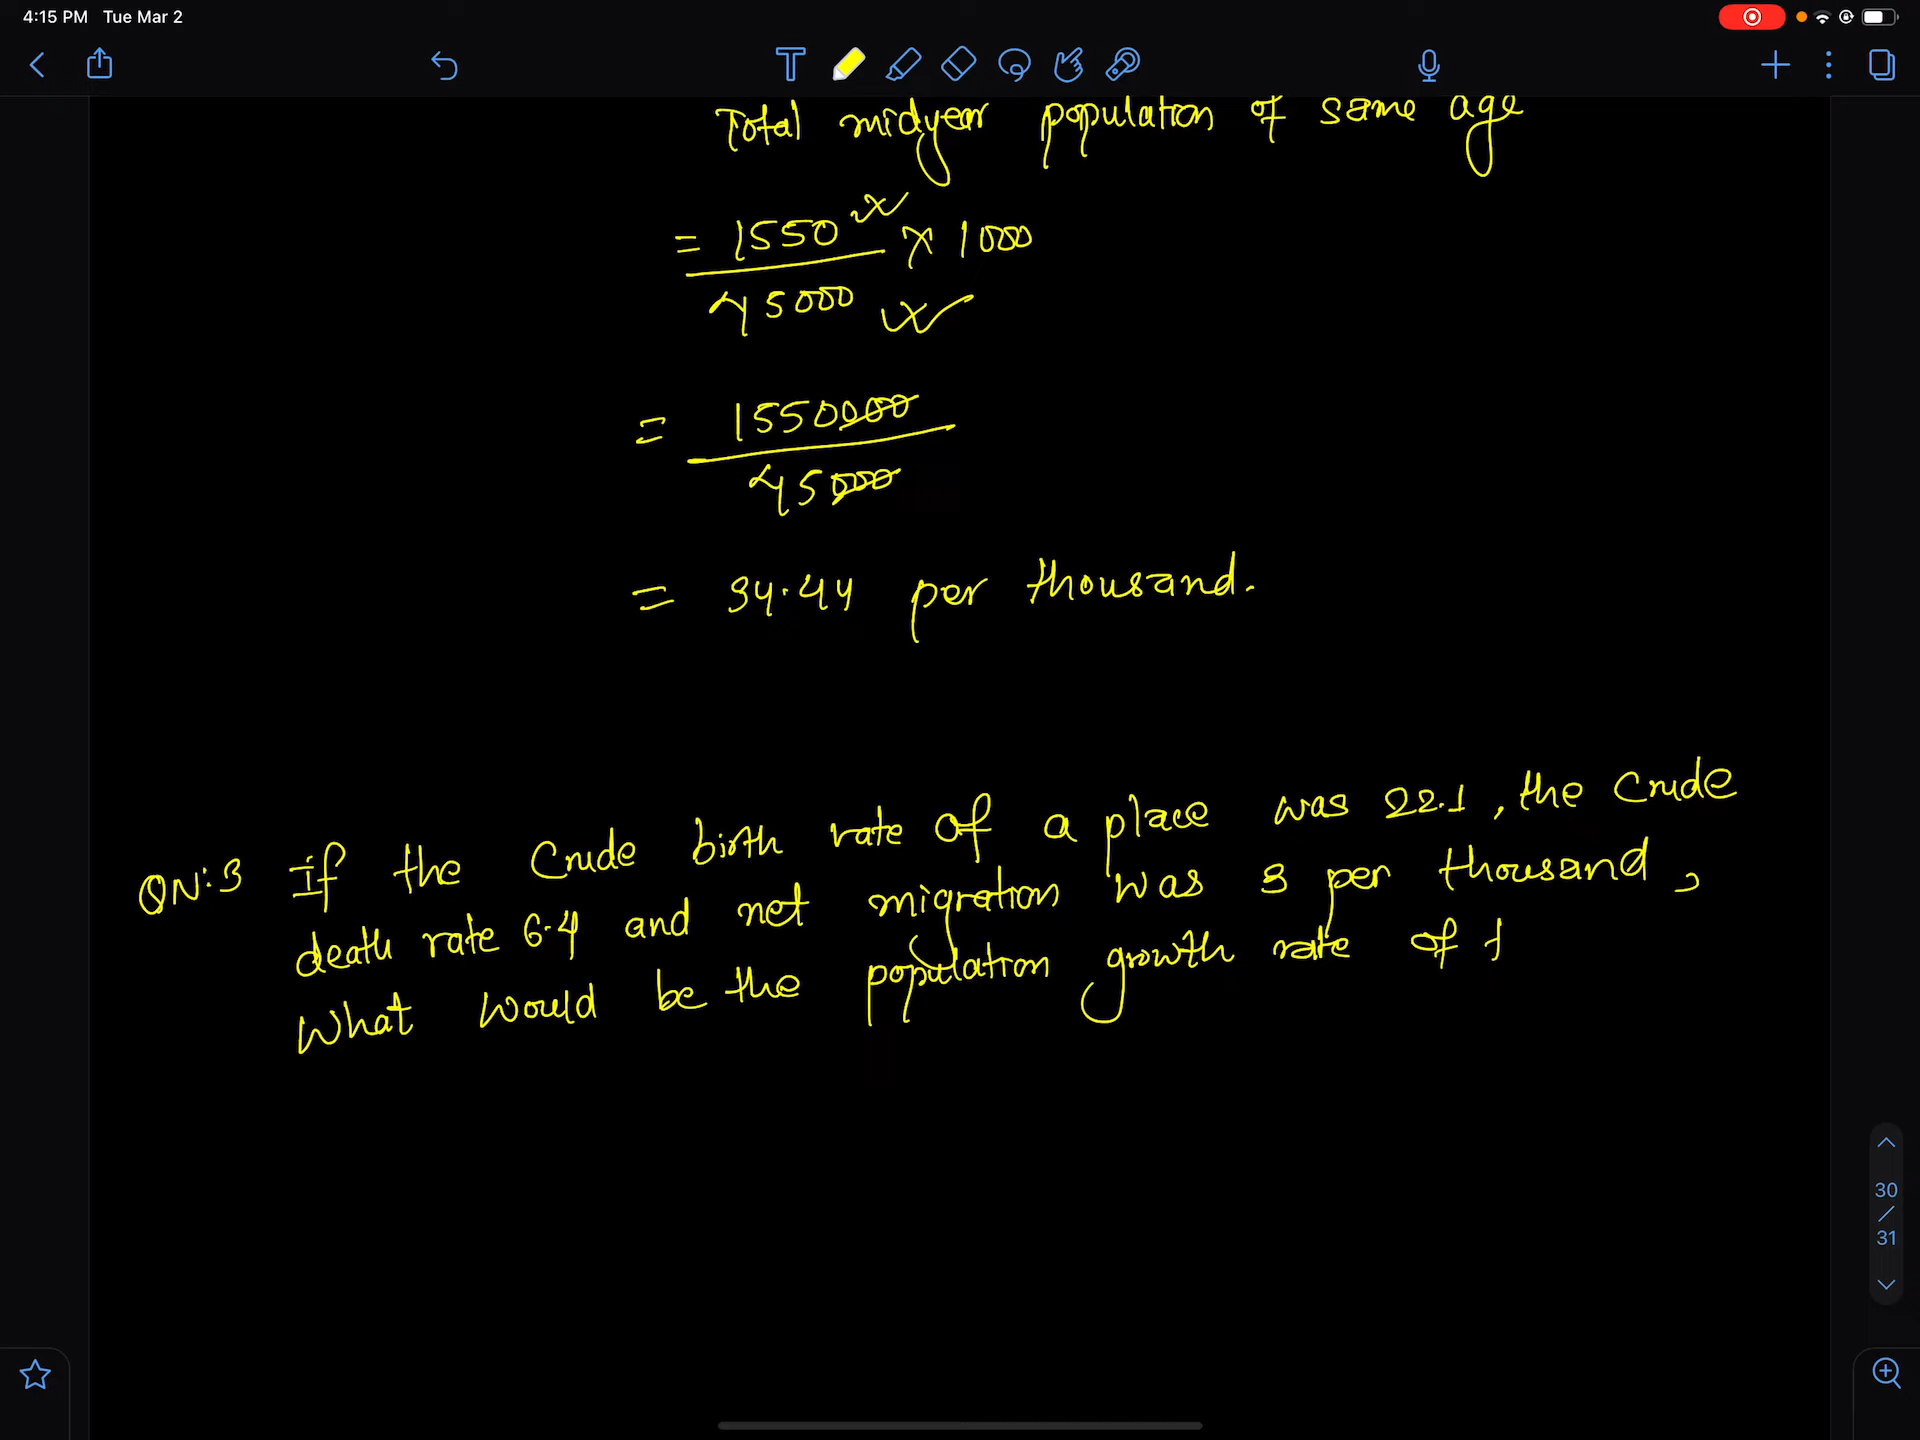 4:15 PM Tue Mar 2
Total midyear population of same age
= 1550 × 1000
45000
= 1550000
45000
= 34.44 per thousand.
QN:3 If the Crude birth rate of a place was 22.1, the Crude
death rate 6.4 and net migration was 3 per thousand,
What would be the population growth rate of t
30
/
31